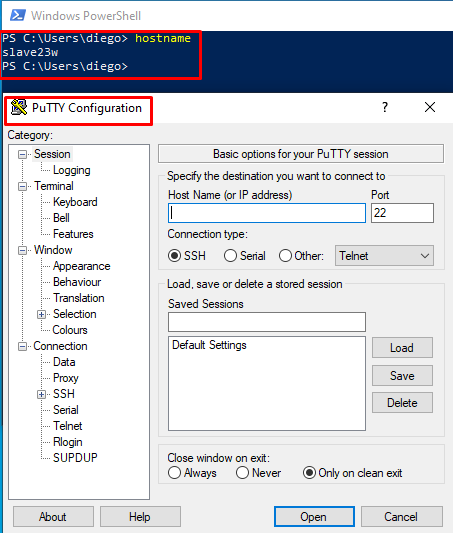 Windows PowerShell
PS C:\Users\diego> hostname
slave23w
PS C:\Users\diego>
PuTTY Configuration
?
Category:
Session
Logging
Terminal
Keyboard
Bell
Features
Window
Appearance
Behaviour
Translation
Selection
Colours
Connection
Data
Proxy
SSH
Serial
Telnet
Rlogin
SUPDUP
Basic options for your PuTTY session
Specify the destination you want to connect to
Host Name (or IP address) Port
22
Connection type:
SSH Serial Other: Telnet
Load, save or delete a stored session
Saved Sessions
Default Settings
Load
Save
Delete
Close window on exit:
Always Never Only on clean exit
About Help Open Cancel